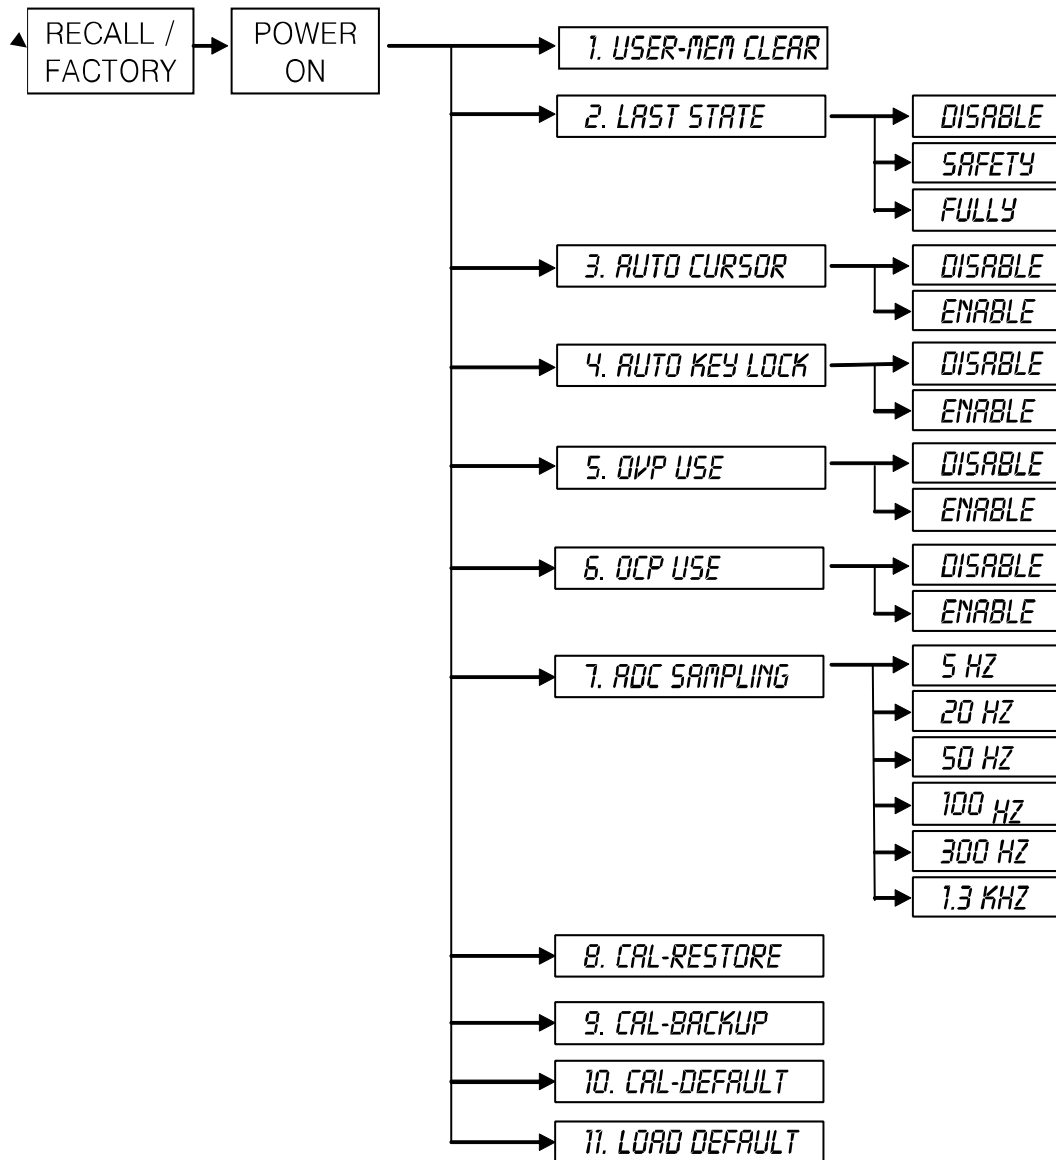 RECALL /
FACTORY
POWER
ON
1. USER-MEM CLEAR
2. LAST STATE
DISABLE
SAFETY
FULLY
3. AUTO CURSOR
DISABLE
ENABLE
4. AUTO KEY LOCK
DISABLE
ENABLE
5. OVP USE
DISABLE
ENABLE
6. OCP USE
DISABLE
ENABLE
7. ADC SAMPLING
5 HZ
20 HZ
50 HZ
100 HZ
300 HZ
1.3 KHZ
8. CAL-RESTORE
9. CAL-BACKUP
10. CAL-DEFAULT
11. LOAD DEFAULT